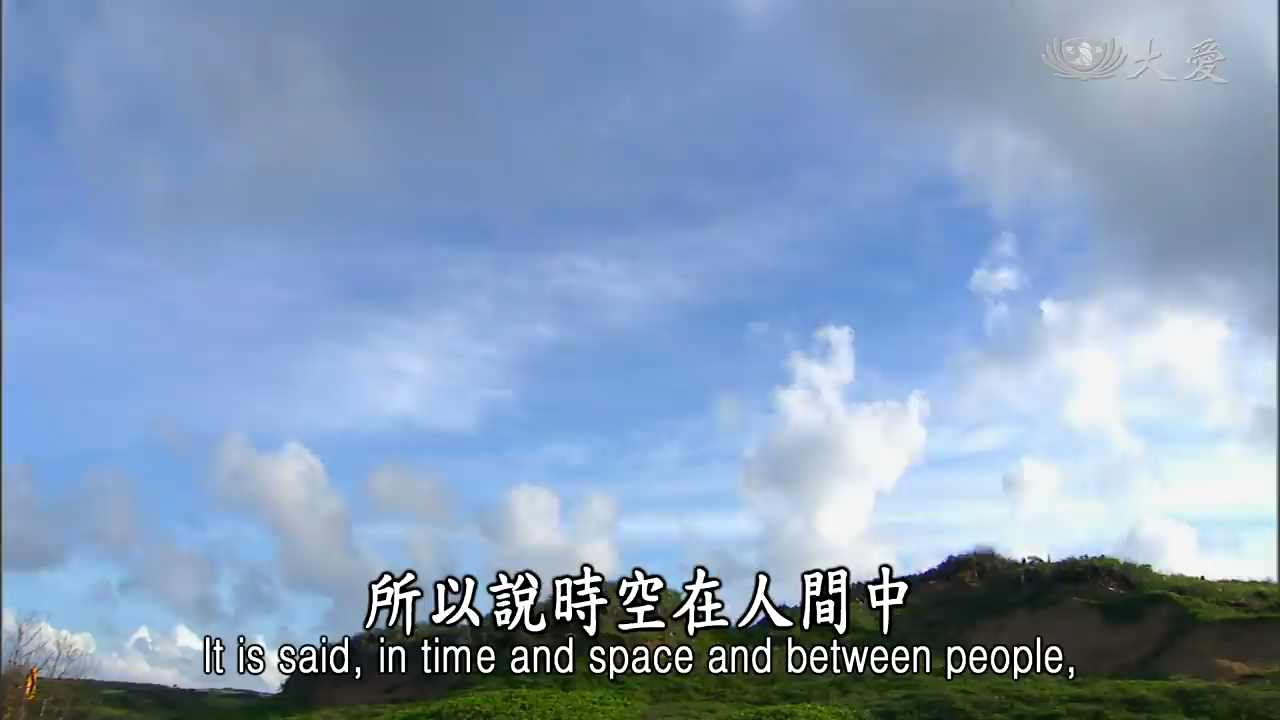 大愛
所以說時空在人間中
It is said, in time and space and between people,